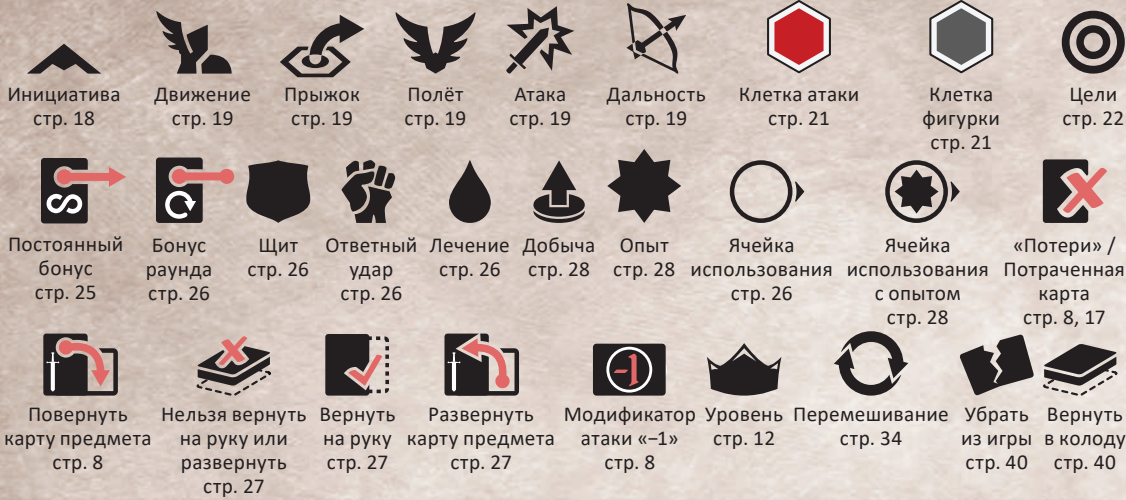 Инициатива
стр. 18
Движение
стр. 19
Прыжок
стр. 19
Полёт
стр. 19
Атака
стр. 19
Дальность
стр. 19
Клетка атаки
стр. 21
Клетка
фигурки
стр. 21
Цели
стр. 22
Постоянный
бонус
стр. 25
Бонус
раунда
стр. 26
Щит
стр. 26
Ответный
удар
стр. 26
Лечение
стр. 26
Добыча
стр. 28
Опыт
стр. 28
Ячейка
использования
стр. 26
Ячейка
использования
с опытом
стр. 28
«Потери» /
Потраченная
карта
стр. 8, 17
Повернуть
карту предмета
стр. 8
Нельзя вернуть
на руку или
развернуть
стр. 27
Вернуть
на руку
стр. 27
Развернуть
карту предмета
стр. 27
-1
Модификатор
атаки «–1»
стр. 8
Уровень
стр. 12
Перемешивание
стр. 34
Убрать
из игры
стр. 40
Вернуть
в колоду
стр. 40